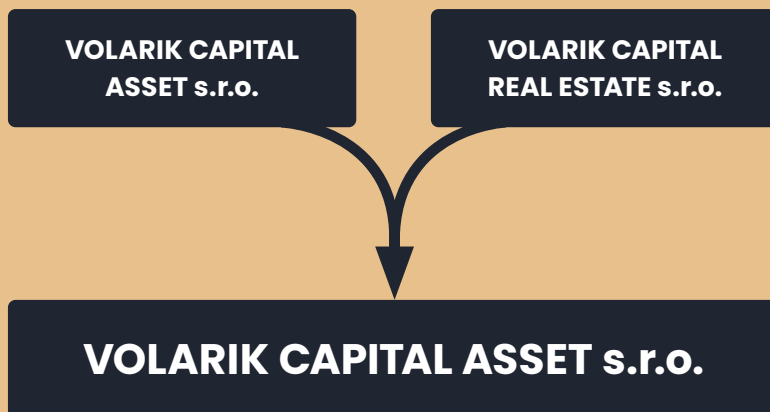 VOLARIK CAPITAL
ASSET s.r.o.
VOLARIK CAPITAL
REAL ESTATE s.r.o.
VOLARIK CAPITAL ASSET s.r.o.